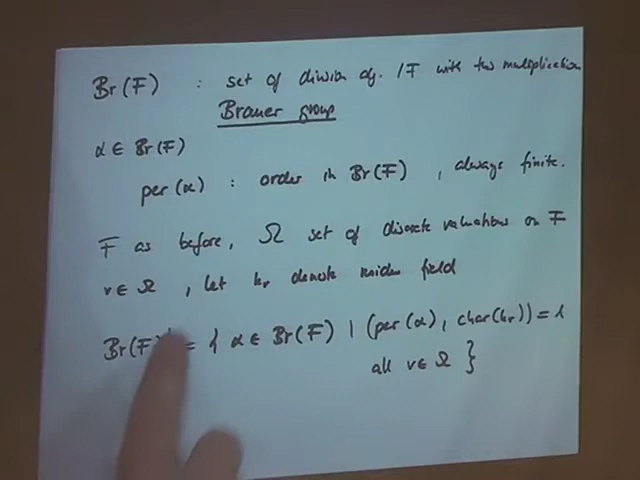 Br(F) : set of division alg. /F with this multiplication
Brauer group
α ∈ Br(F)
per(α) : order in Br(F), always finite.
F as before, Ω set of discrete valuations on F
v ∈ Ω, let kv denote residue field
Br(F)' = { α ∈ Br(F) | (per(α), char(kv)) = 1
all v ∈ Ω }